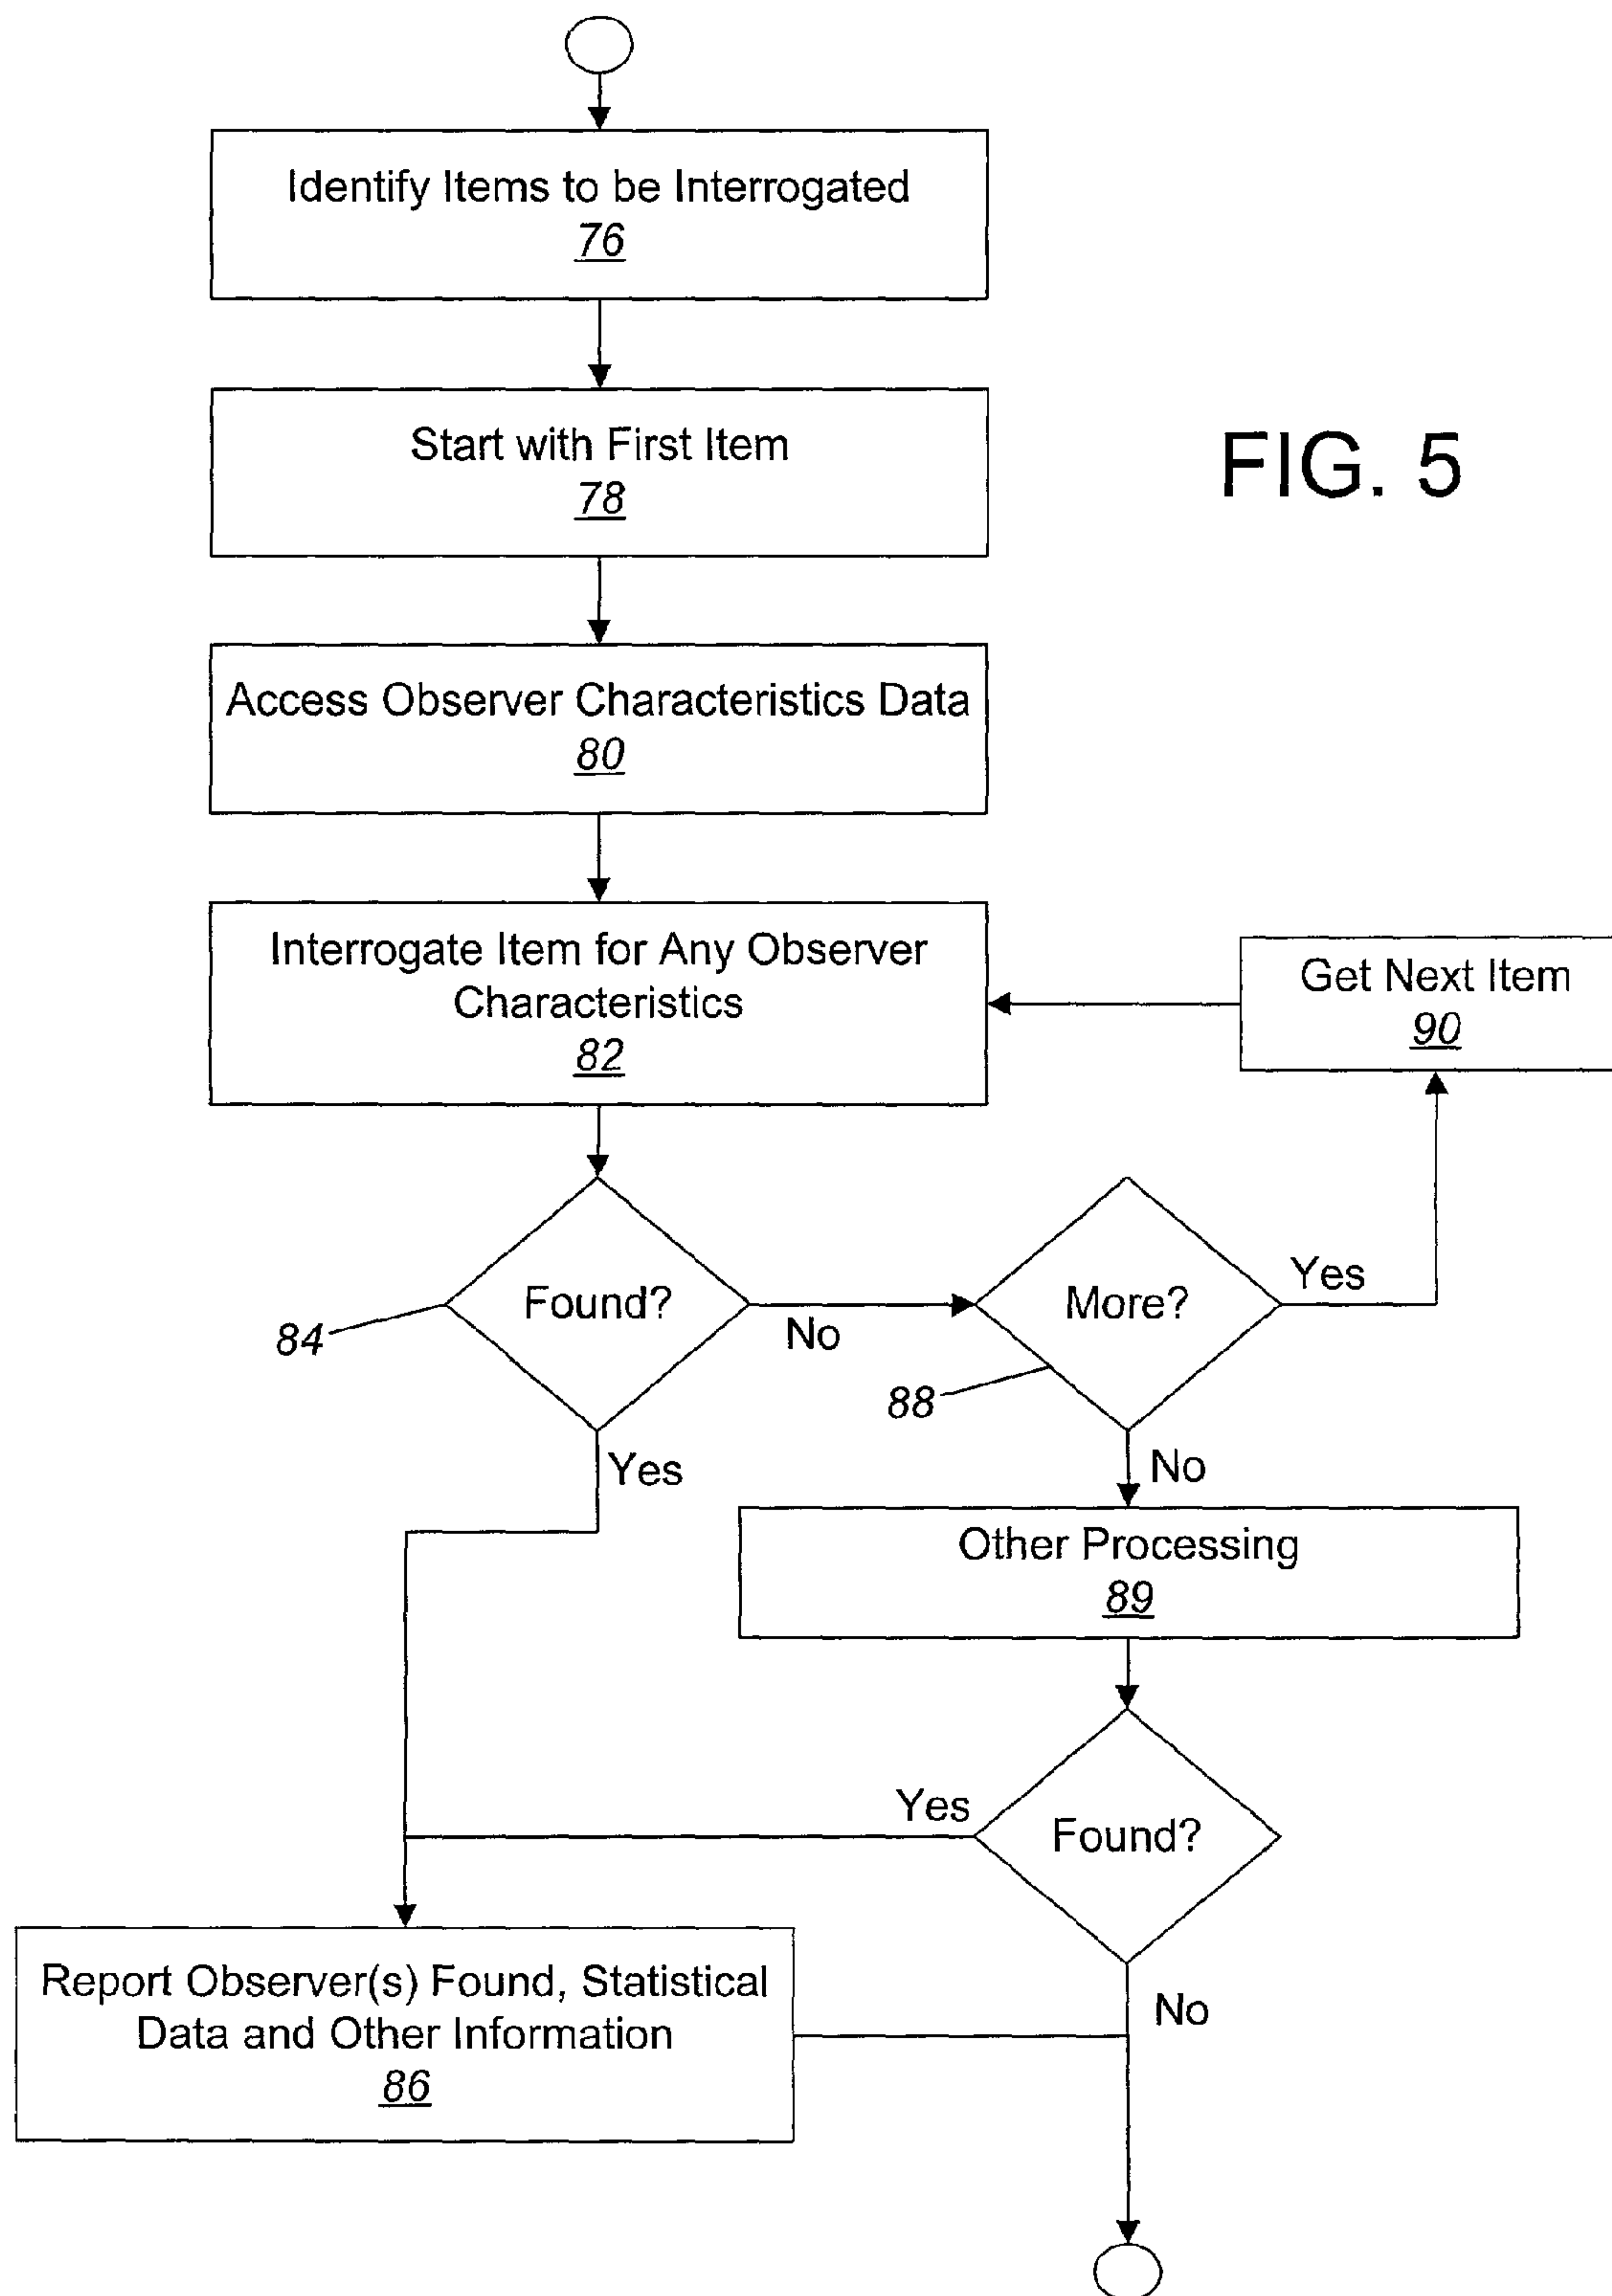 Identify Items to be Interrogated
76
Start with First Item
78
FIG. 5
Access Observer Characteristics Data
80
Interrogate Item for Any Observer
Characteristics
82
Get Next Item
90
Found?
84
No
More?
88
Yes
Yes
No
Other Processing
89
Yes
Found?
No
Report Observer(s) Found, Statistical
Data and Other Information
86